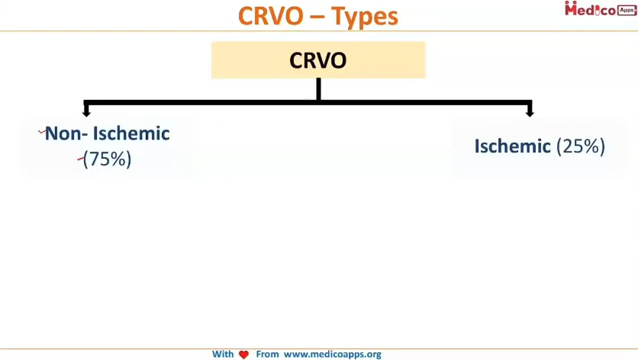 CRVO – Types
Medico Apps
CRVO
Non- Ischemic
(75%)
Ischemic (25%)
With From www.medicoapps.org